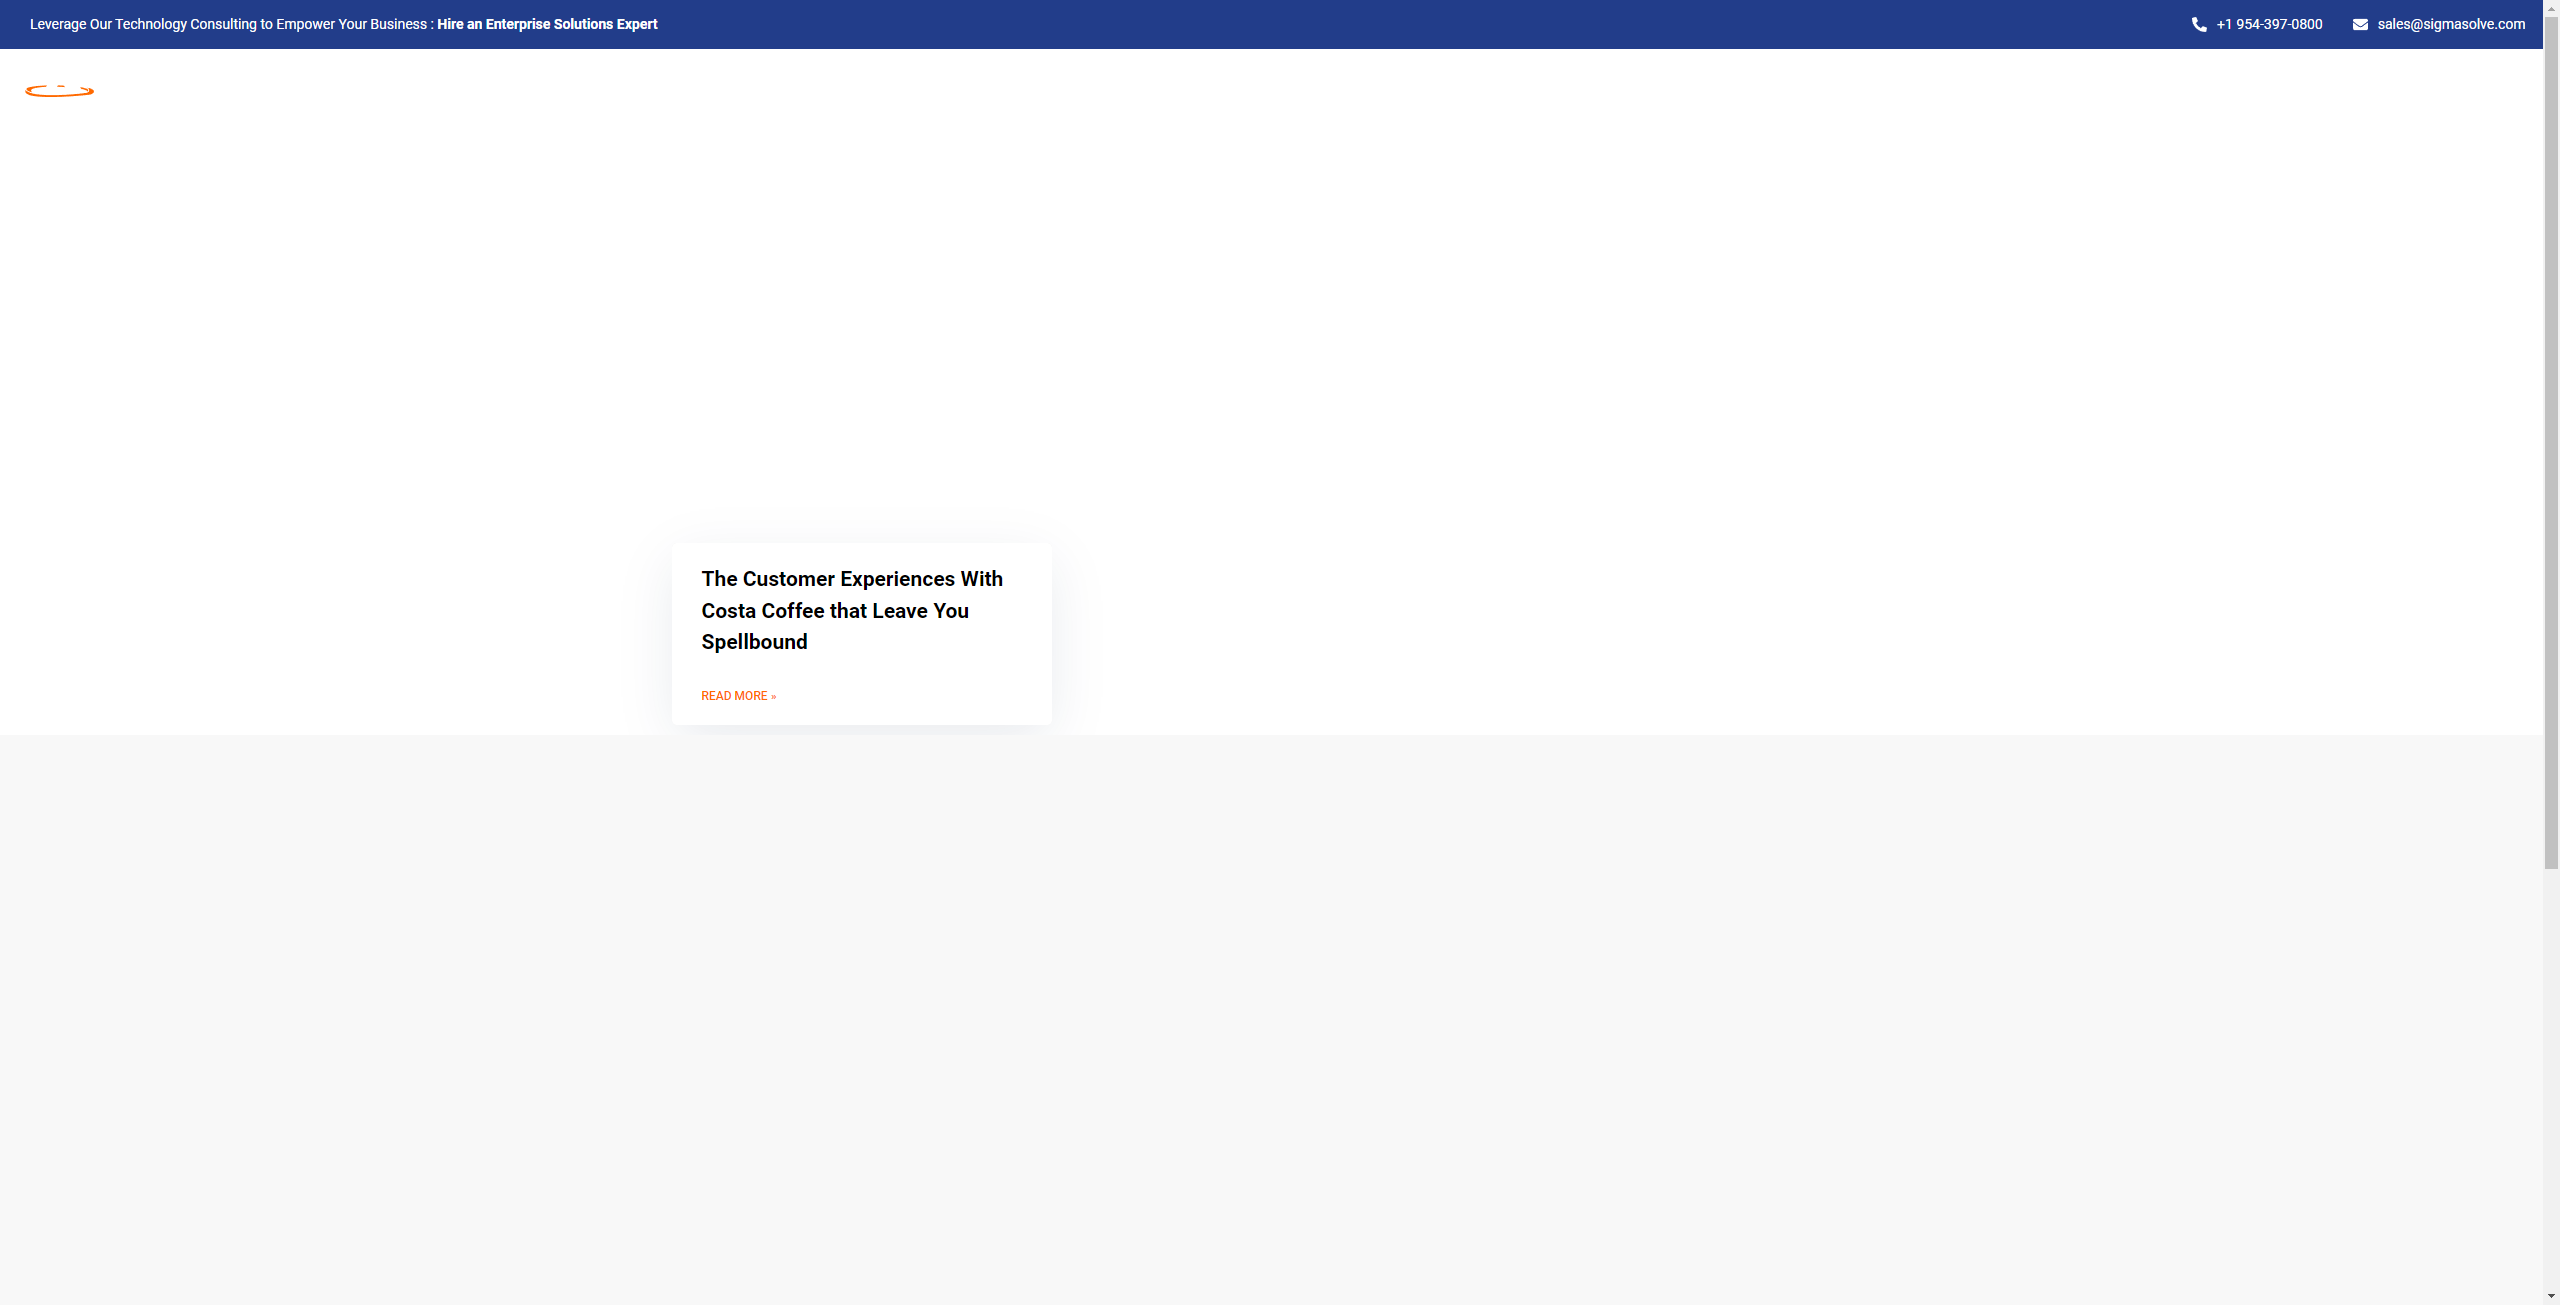 Leverage Our Technology Consulting to Empower Your Business : Hire an Enterprise Solutions Expert
+1 954-397-0800
sales@sigmasolve.com
The Customer Experiences With
Costa Coffee that Leave You
Spellbound
READ MORE »